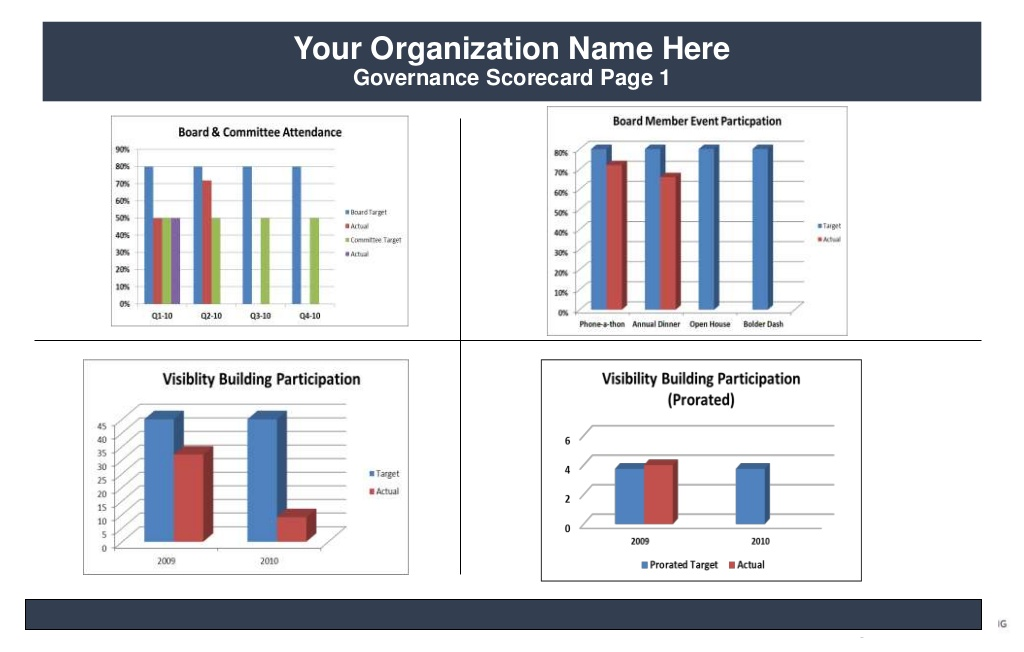 Your Organization Name Here
Governance Scorecard Page 1
Board & Committee Attendance
90%
80%
70%
60%
50%
40%
30%
20%
10%
0%
Q1-10 Q2-10 Q3-10 Q4-10
Board Target
Actual
Committee Target
Actual
Board Member Event Particpation
80%
70%
60%
50%
40%
30%
20%
10%
0%
Phone-a-thon Annual Dinner Open House Bolder Dash
Target
Actual
Visiblity Building Participation
45
40
35
30
25
20
15
10
5
0
2009 2010
Target
Actual
Visibility Building Participation
(Prorated)
6
4
2
0
2009 2010
Prorated Target Actual